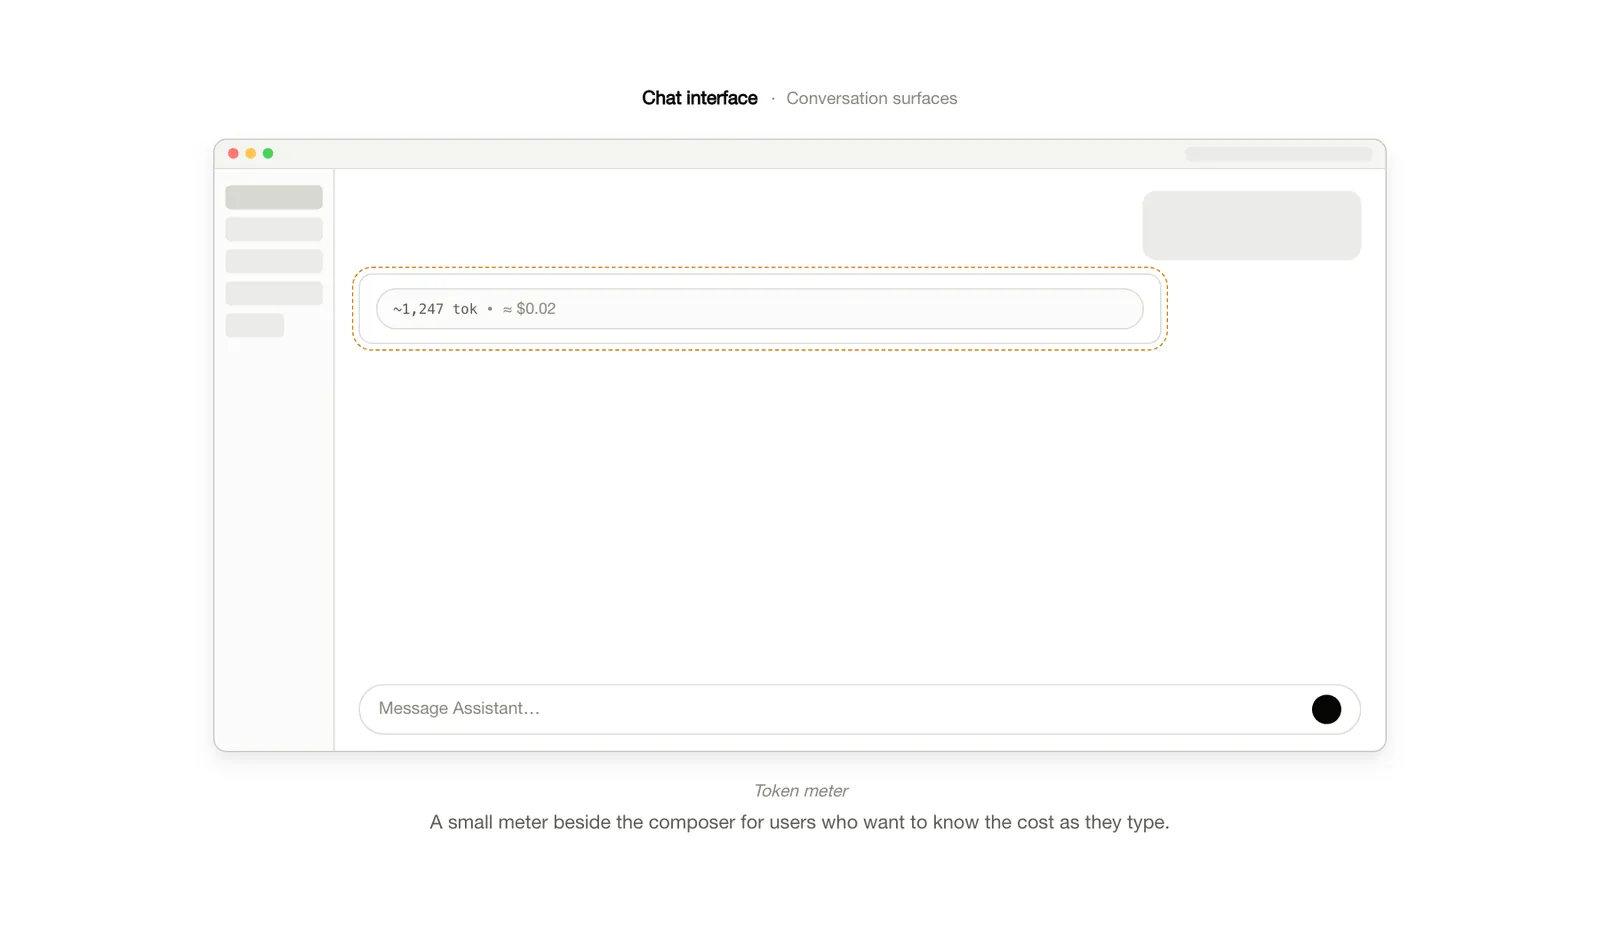 Chat interface · Conversation surfaces
~1,247 tok • ≈ $0.02
Message Assistant…
Token meter
A small meter beside the composer for users who want to know the cost as they type.